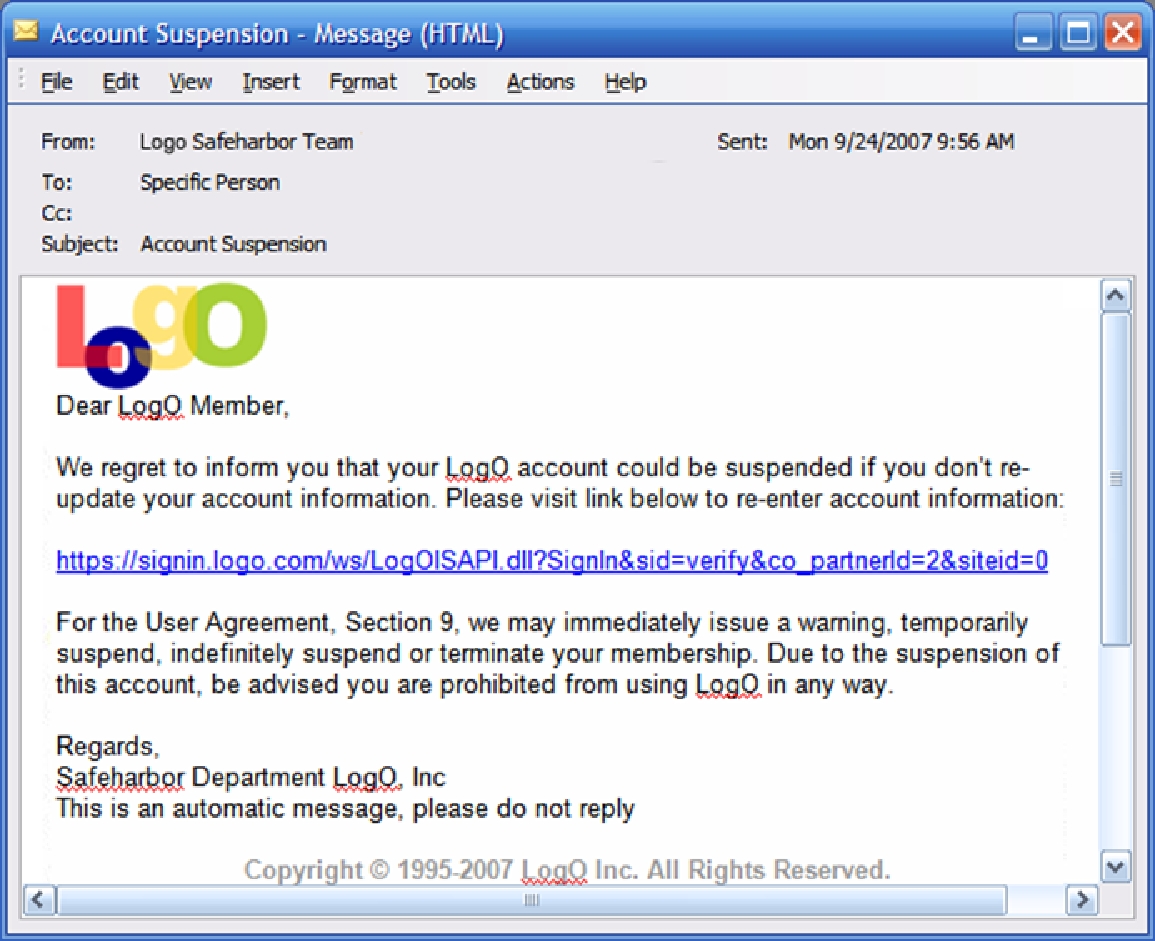 Account Suspension - Message (HTML)
File Edit View Insert Format Tools Actions Help
From: Logo Safeharbor Team Sent: Mon 9/24/2007 9:56 AM
To: Specific Person
Cc:
Subject: Account Suspension
LogO
Dear LogO Member,
We regret to inform you that your LogO account could be suspended if you don't re-
update your account information. Please visit link below to re-enter account information:
https://signin.logo.com/ws/LogOISAPI.dll?SignIn&sid=verify&co_partnerId=2&siteid=0
For the User Agreement, Section 9, we may immediately issue a warning, temporarily
suspend, indefinitely suspend or terminate your membership. Due to the suspension of
this account, be advised you are prohibited from using LogO in any way.
Regards,
Safeharbor Department LogO, Inc
This is an automatic message, please do not reply
Copyright © 1995-2007 LogO Inc. All Rights Reserved.